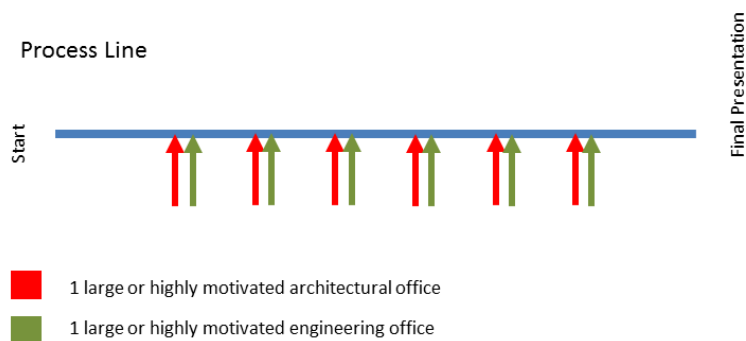 Process Line
Start
Final Presentation
1 large or highly motivated architectural office
1 large or highly motivated engineering office